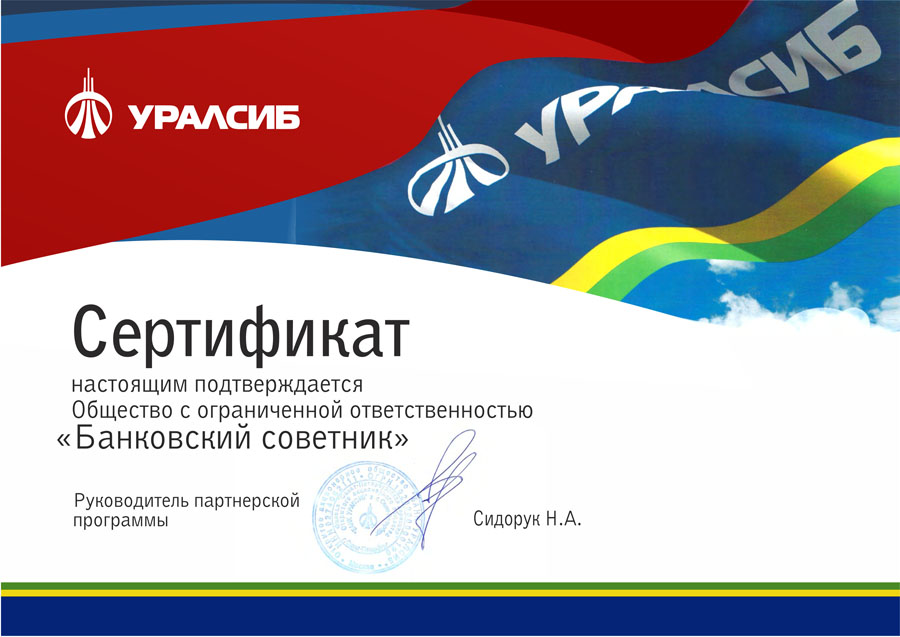 УРАЛСИБ
УРАЛСИБ
Сертификат
настоящим подтверждается
Общество с ограниченной ответственностью
«Банковский советник»
Руководитель партнерской
программы
Сидорук Н.А.